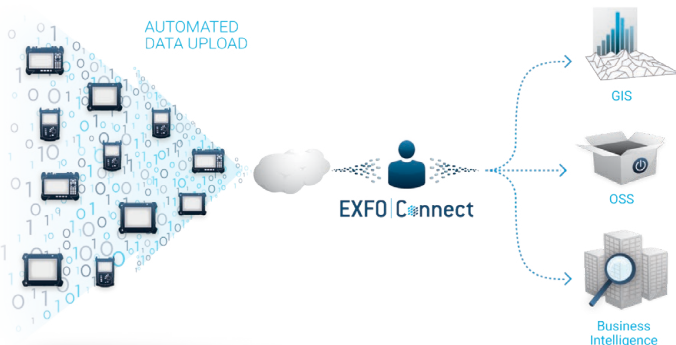 AUTOMATED
DATA UPLOAD
EXFO|Connect
GIS
OSS
Business
Intelligence